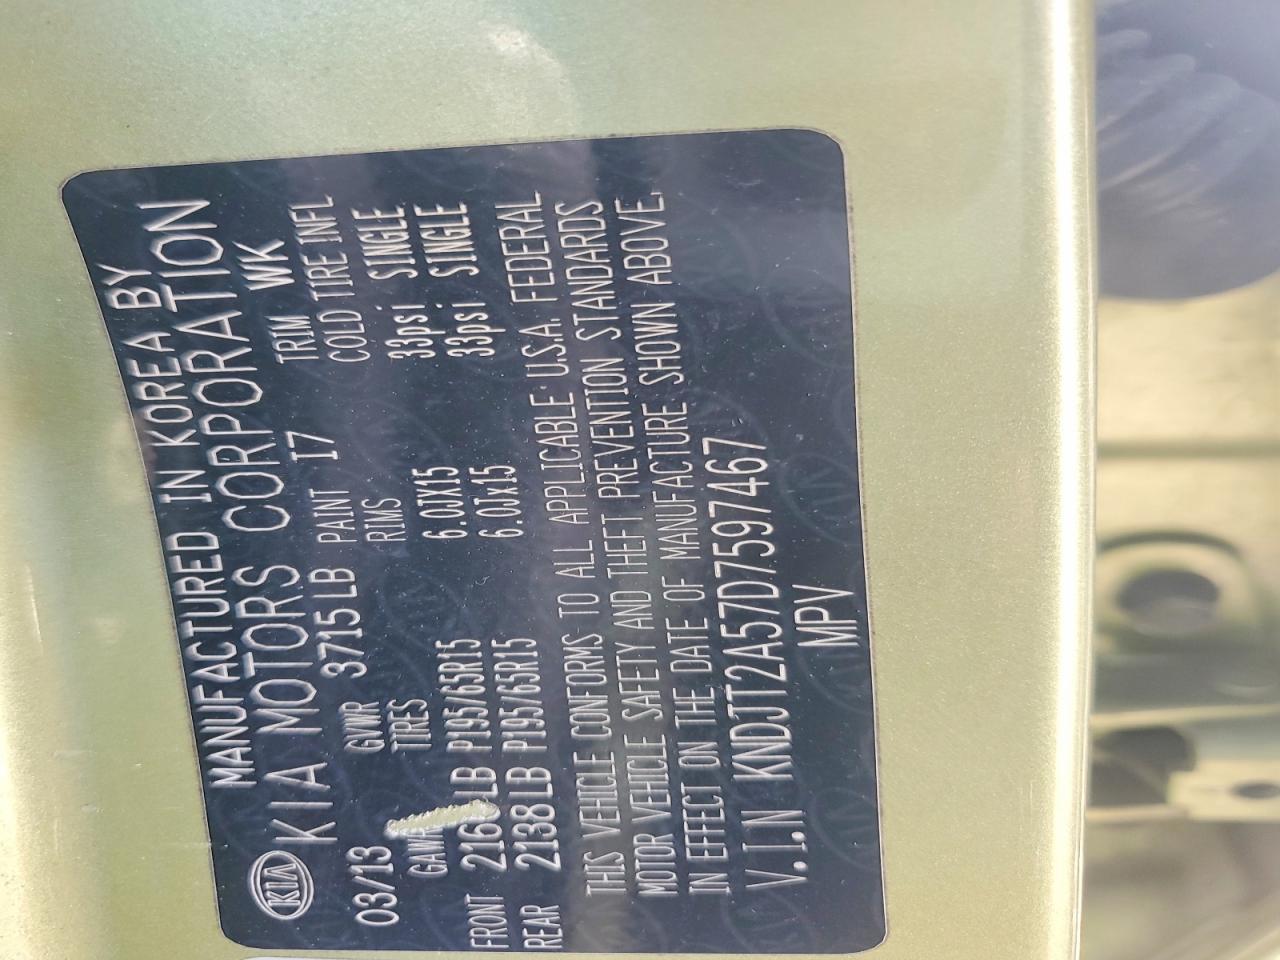 MANUFACTURED IN KOREA BY
KIA KIA MOTORS CORPORATION
03/13 GVWR 3715LB PAINT I7 TRIM WK
TIRES RIMS COLD TIRE INFL
FRONT LB P195/65R15 6.0JX15 33psi SINGLE
REAR 2138LB P195/65R15 6.0Jx15 33psi SINGLE
THIS VEHICLE CONFORMS TO ALL APPLICABLE U.S.A. FEDERAL
MOTOR VEHICLE SAFETY AND THEFT PREVENTION STANDARDS
IN EFFECT ON THE DATE OF MANUFACTURE SHOWN ABOVE.
V.I.N KNDJT2A57D7597467
MPV